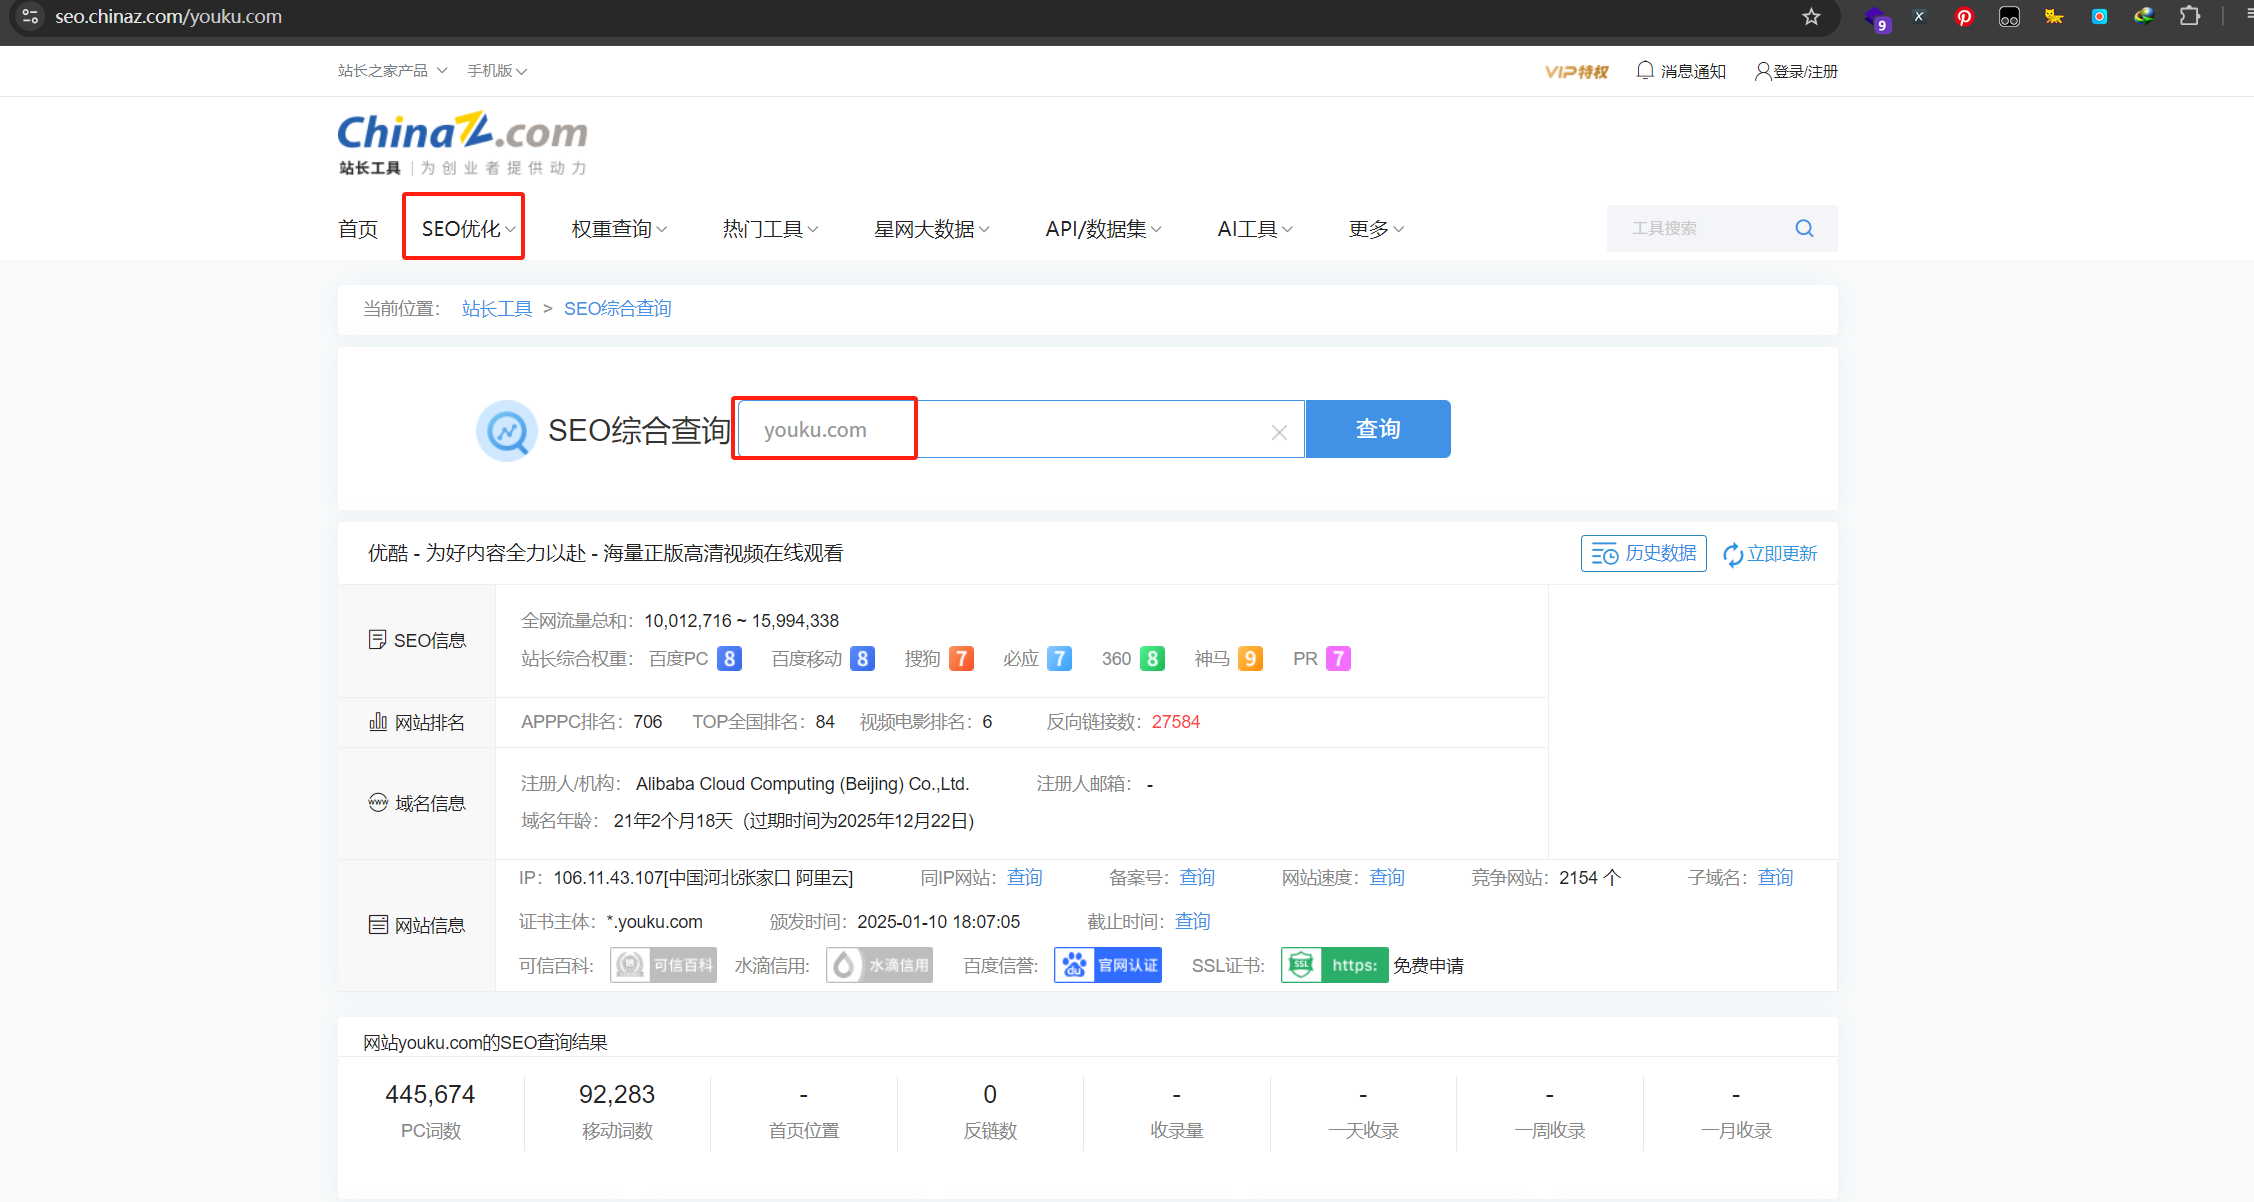 seo.chinaz.com/youku.com
9
站长之家产品 手机版
VIP特权 消息通知 登录/注册
ChinaZ.com
站长工具 | 为创业者提供动力
首页 SEO优化 权重查询 热门工具 星网大数据 API/数据集 AI工具 更多 工具搜索
当前位置： 站长工具 > SEO综合查询
SEO综合查询 youku.com 查询
优酷 - 为好内容全力以赴 - 海量正版高清视频在线观看 历史数据 立即更新
SEO信息
全网流量总和： 10,012,716 ~ 15,994,338
站长综合权重： 百度PC 8 百度移动 8 搜狗 7 必应 7 360 8 神马 9 PR 7
网站排名 APPPC排名：706 TOP全国排名：84 视频电影排名：6 反向链接数：27584
域名信息
注册人/机构： Alibaba Cloud Computing (Beijing) Co.,Ltd. 注册人邮箱： -
域名年龄： 21年2个月18天（过期时间为2025年12月22日)
网站信息
IP：106.11.43.107[中国河北张家口 阿里云] 同IP网站：查询 备案号：查询 网站速度：查询 竞争网站：2154 个 子域名：查询
证书主体：*.youku.com 颁发时间：2025-01-10 18:07:05 截止时间：查询
可信百科: 可信百科 水滴信用: 水滴信用 百度信誉: du 官网认证 SSL证书: SSL https: 免费申请
网站youku.com的SEO查询结果
445,674 92,283 - 0 - - - -
PC词数 移动词数 首页位置 反链数 收录量 一天收录 一周收录 一月收录